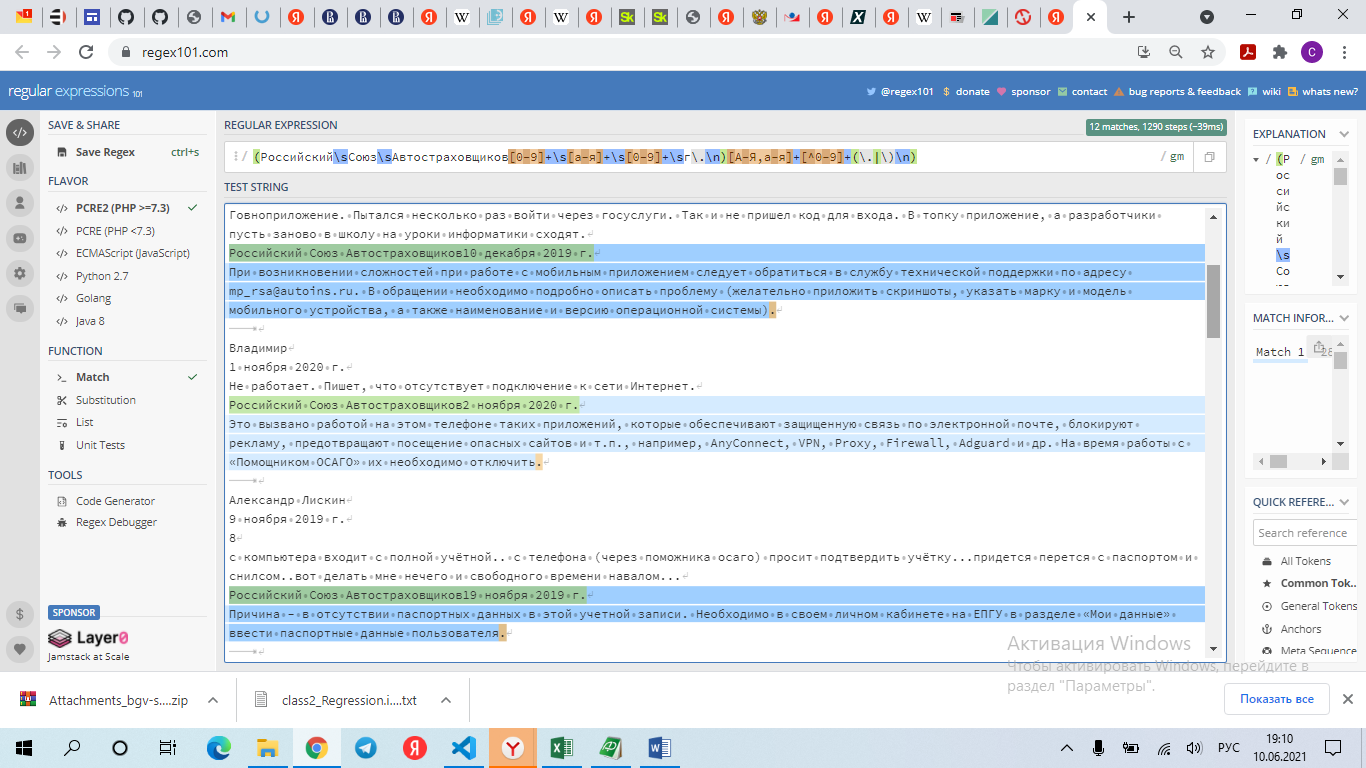 regex101.com
C
regular expressions 101
@regex101
$ donate
sponsor
contact
bug reports & feedback
wiki
whats new?
SAVE & SHARE
Save Regex ctrl+s
FLAVOR
PCRE2 (PHP >=7.3)
PCRE (PHP <7.3)
ECMAScript (JavaScript)
Python 2.7
Golang
Java 8
FUNCTION
Match
Substitution
List
Unit Tests
TOOLS
Code Generator
Regex Debugger
SPONSOR
Layer0
Jamstack at Scale
REGULAR EXPRESSION
12 matches, 1290 steps (~39ms)
/ (Российский\sСоюз\sАвтостраховщиков[0-9]+\s[а-я]+\s[0-9]+\sг\.\n)[А-Я,а-я]+[^0-9]+(\.|\)\n) / gm
TEST STRING
Говноприложение. Пытался несколько раз войти через госуслуги. Так и не пришел код для входа. В топку приложение, а разработчики
пусть заново в школу на уроки информатики сходят.
Российский Союз Автостраховщиков10 декабря 2019 г.
При возникновении сложностей при работе с мобильным приложением следует обратиться в службу технической поддержки по адресу
mp_rsa@autoins.ru. В обращении необходимо подробно описать проблему (желательно приложить скриншоты, указать марку и модель
мобильного устройства, а также наименование и версию операционной системы).
Владимир
1 ноября 2020 г.
Не работает. Пишет, что отсутствует подключение к сети Интернет.
Российский Союз Автостраховщиков2 ноября 2020 г.
Это вызвано работой на этом телефоне таких приложений, которые обеспечивают защищенную связь по электронной почте, блокируют
рекламу, предотвращают посещение опасных сайтов и т.п., например, AnyConnect, VPN, Proxy, Firewall, Adguard и др. На время работы с
«Помощником ОСАГО» их необходимо отключить.
Александр Лискин
9 ноября 2019 г.
8
с компьютера входит с полной учётной.. с телефона (через поможника осаго) просит подтвердить учётку...придется перется с паспортом и
снилсом..вот делать мне нечего и свободного времени навалом...
Российский Союз Автостраховщиков19 ноября 2019 г.
Причина – в отсутствии паспортных данных в этой учетной записи. Необходимо в своем личном кабинете на ЕПГУ в разделе «Мои данные»
ввести паспортные данные пользователя.
EXPLANATION
/ (Р / gm
ос
си
йс
ки
й
\s
Со
MATCH INFOR...
Match 1
QUICK REFERE...
Search reference
All Tokens
Common Tok...
General Tokens
Anchors
Meta Sequence
Активация Windows
Чтобы активировать Windows, перейдите в
раздел "Параметры".
Attachments_bgv-s....zip
class2_Regression.i....txt
Показать все
РУС
19:10
10.06.2021